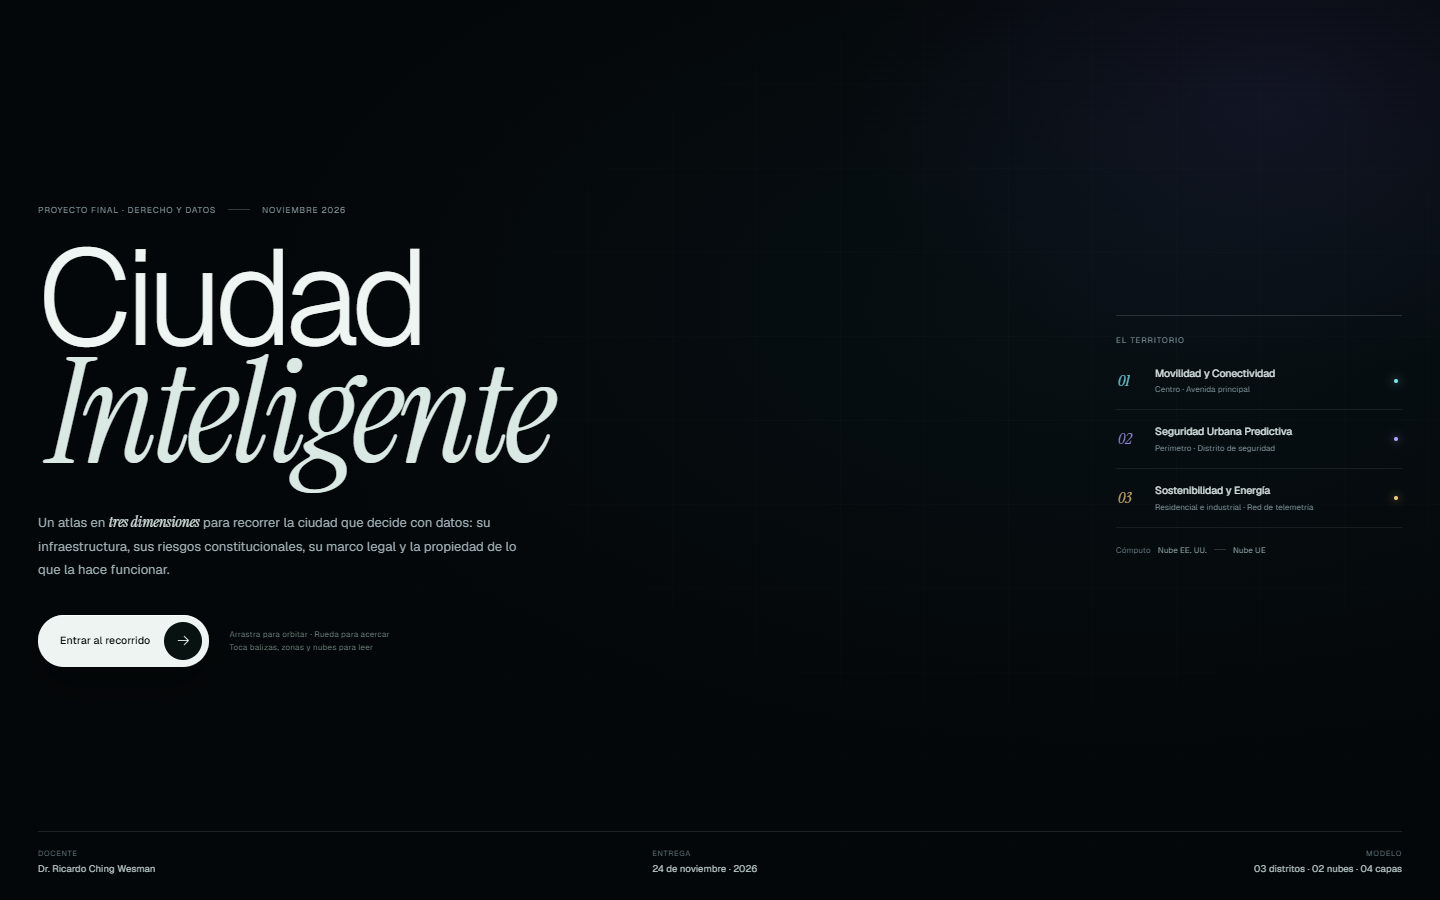 PROYECTO FINAL · DERECHO Y DATOS — NOVIEMBRE 2026
Ciudad
Inteligente
Un atlas en tres dimensiones para recorrer la ciudad que decide con datos: su
infraestructura, sus riesgos constitucionales, su marco legal y la propiedad de lo
que la hace funcionar.
Entrar al recorrido →
Arrastra para orbitar · Rueda para acercar
Toca balizas, zonas y nubes para leer
EL TERRITORIO
01 Movilidad y Conectividad
Centro · Avenida principal
02 Seguridad Urbana Predictiva
Perímetro · Distrito de seguridad
03 Sostenibilidad y Energía
Residencial e industrial · Red de telemetría
Cómputo Nube EE. UU. — Nube UE
DOCENTE
Dr. Ricardo Ching Wesman
ENTREGA
24 de noviembre · 2026
MODELO
03 distritos · 02 nubes · 04 capas